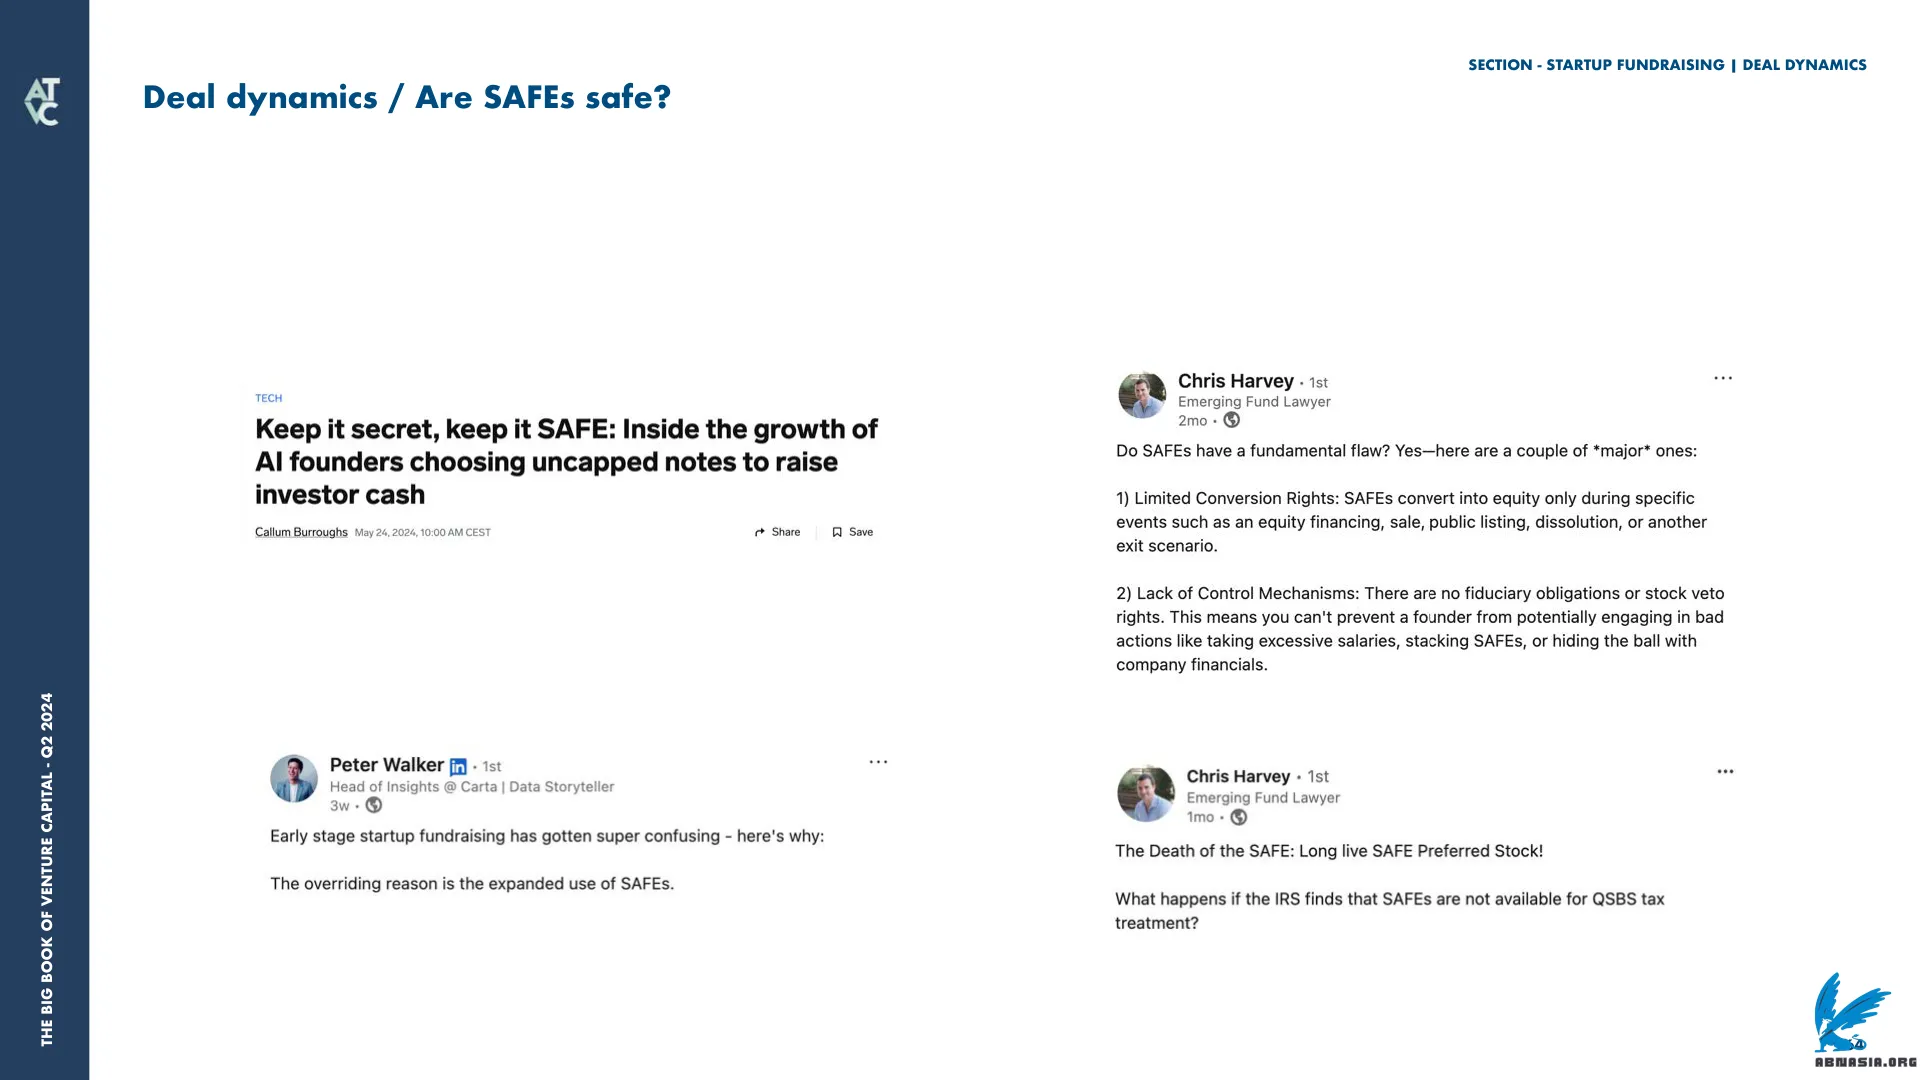 SECTION - STARTUP FUNDRAISING | DEAL DYNAMICS
AT
VC
Deal dynamics / Are SAFEs safe?
TECH
Keep it secret, keep it SAFE: Inside the growth of
AI founders choosing uncapped notes to raise
investor cash
Callum Burroughs May 24, 2024, 10:00 AM CEST
Share
Save
Chris Harvey • 1st
Emerging Fund Lawyer
2mo •
Do SAFEs have a fundamental flaw? Yes—here are a couple of *major* ones:
1) Limited Conversion Rights: SAFEs convert into equity only during specific
events such as an equity financing, sale, public listing, dissolution, or another
exit scenario.
2) Lack of Control Mechanisms: There are no fiduciary obligations or stock veto
rights. This means you can't prevent a founder from potentially engaging in bad
actions like taking excessive salaries, stacking SAFEs, or hiding the ball with
company financials.
Peter Walker in • 1st
Head of Insights @ Carta | Data Storyteller
3w •
Early stage startup fundraising has gotten super confusing - here's why:
The overriding reason is the expanded use of SAFEs.
Chris Harvey • 1st
Emerging Fund Lawyer
1mo •
The Death of the SAFE: Long live SAFE Preferred Stock!
What happens if the IRS finds that SAFEs are not available for QSBS tax
treatment?
THE BIG BOOK OF VENTURE CAPITAL - Q2 2024
ABNASIA.ORG